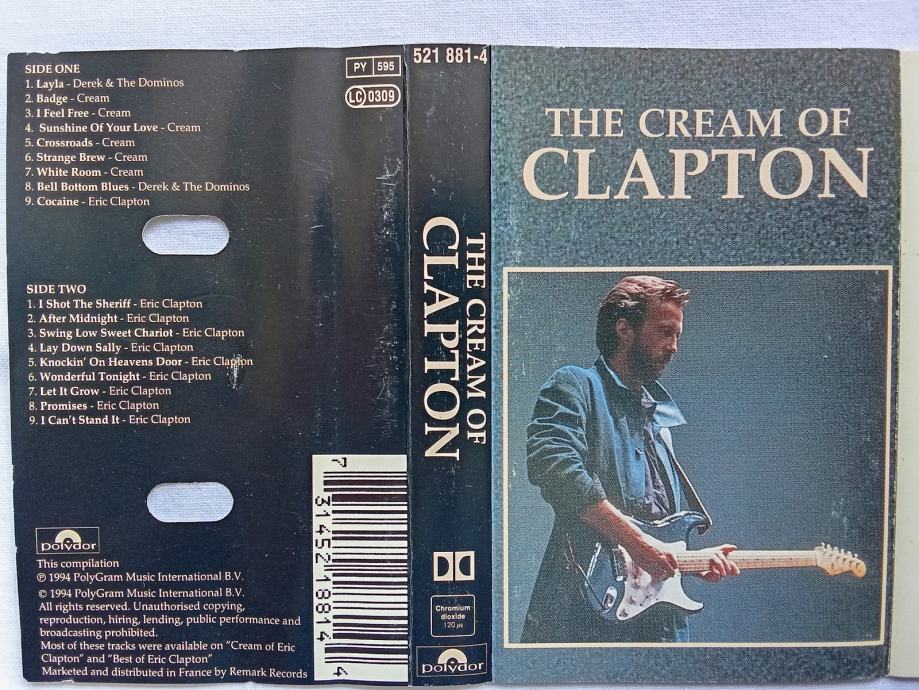 SIDE ONE
1. Layla - Derek & The Dominos
2. Badge - Cream
3. I Feel Free - Cream
4. Sunshine Of Your Love - Cream
5. Crossroads - Cream
6. Strange Brew - Cream
7. White Room - Cream
8. Bell Bottom Blues - Derek & The Dominos
9. Cocaine - Eric Clapton
PY 595
LC 0309
SIDE TWO
1. I Shot The Sheriff - Eric Clapton
2. After Midnight - Eric Clapton
3. Swing Low Sweet Chariot - Eric Clapton
4. Lay Down Sally - Eric Clapton
5. Knockin' On Heavens Door - Eric Clapton
6. Wonderful Tonight - Eric Clapton
7. Let It Grow - Eric Clapton
8. Promises - Eric Clapton
9. I Can't Stand It - Eric Clapton
polydor
This compilation
℗ 1994 PolyGram Music International B.V.
© 1994 PolyGram Music International B.V.
All rights reserved. Unauthorised copying,
reproduction, hiring, lending, public performance and
broadcasting prohibited.
Most of these tracks were available on "Cream of Eric
Clapton" and "Best of Eric Clapton"
Marketed and distributed in France by Remark Records
7 31452 18814 4
521 881-4
THE CREAM OF
CLAPTON
Chromium
dioxide
120 µs
polydor
THE CREAM OF
CLAPTON